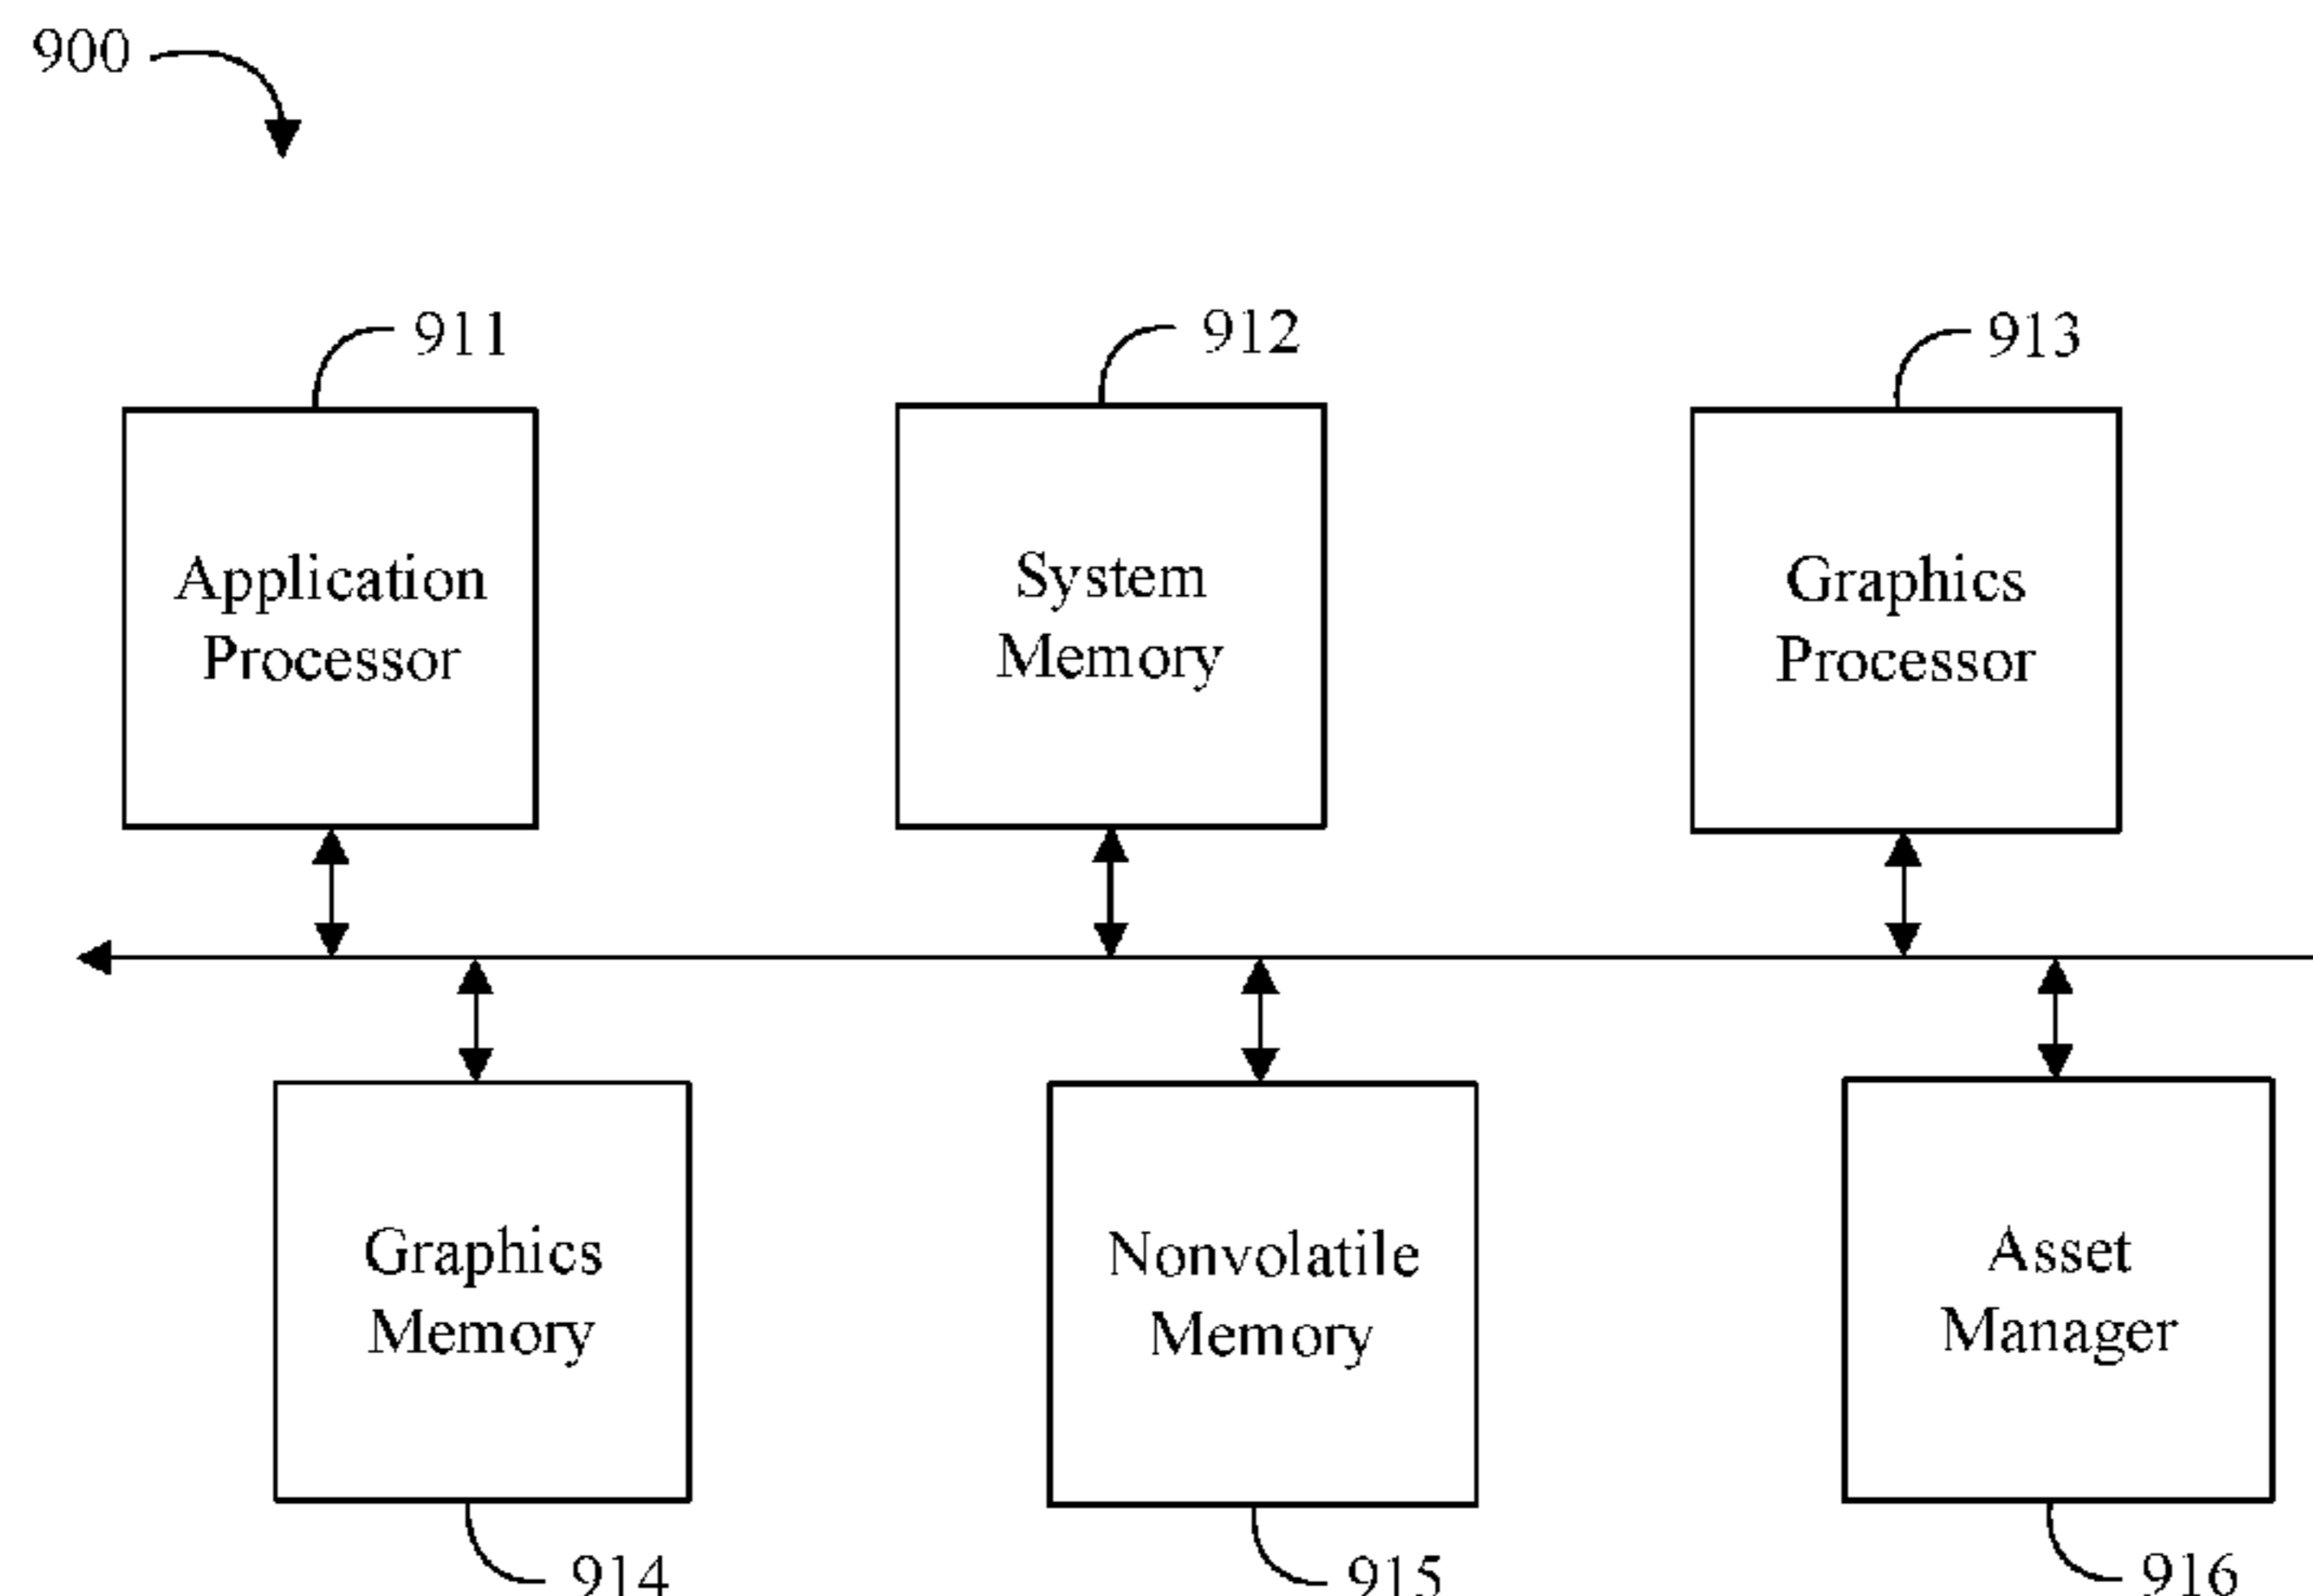 900
911
912
913
Application
Processor
System
Memory
Graphics
Processor
Graphics
Memory
Nonvolatile
Memory
Asset
Manager
914
915
916